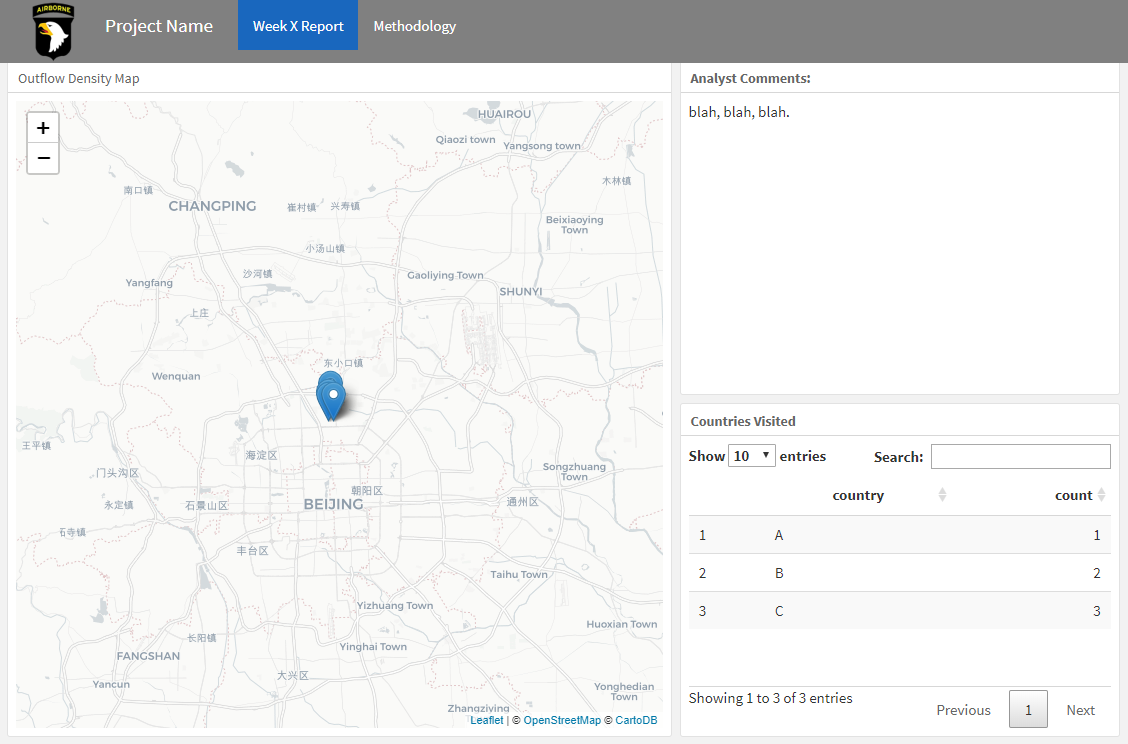 AIRBORNE
Project Name
Week X Report
Methodology
Outflow Density Map
+
−
HUAIROU
Qiaozi town
Yangsong town
南口镇
木林镇
CHANGPING
崔村镇
兴寿镇
Beixiaoying
Town
小汤山镇
沙河镇
Gaoliying Town
Yangfang
SHUNYI
上庄
东小口镇
Wenquan
王平镇
海淀区
门头沟区
Songzhuang
Town
朝阳区
永定镇
石景山区
BEIJING
通州区
石寺镇
丰台区
Taihu Town
Yizhuang Town
Huoxian Town
长阳镇
Yinghai Town
FANGSHAN
大兴区
Yancun
Yonghedian
Town
Zhangziying
Leaflet | © OpenStreetMap © CartoDB
Analyst Comments:
blah, blah, blah.
Countries Visited
Show 10 entries
Search:
country count
1 A 1
2 B 2
3 C 3
Showing 1 to 3 of 3 entries
Previous 1 Next